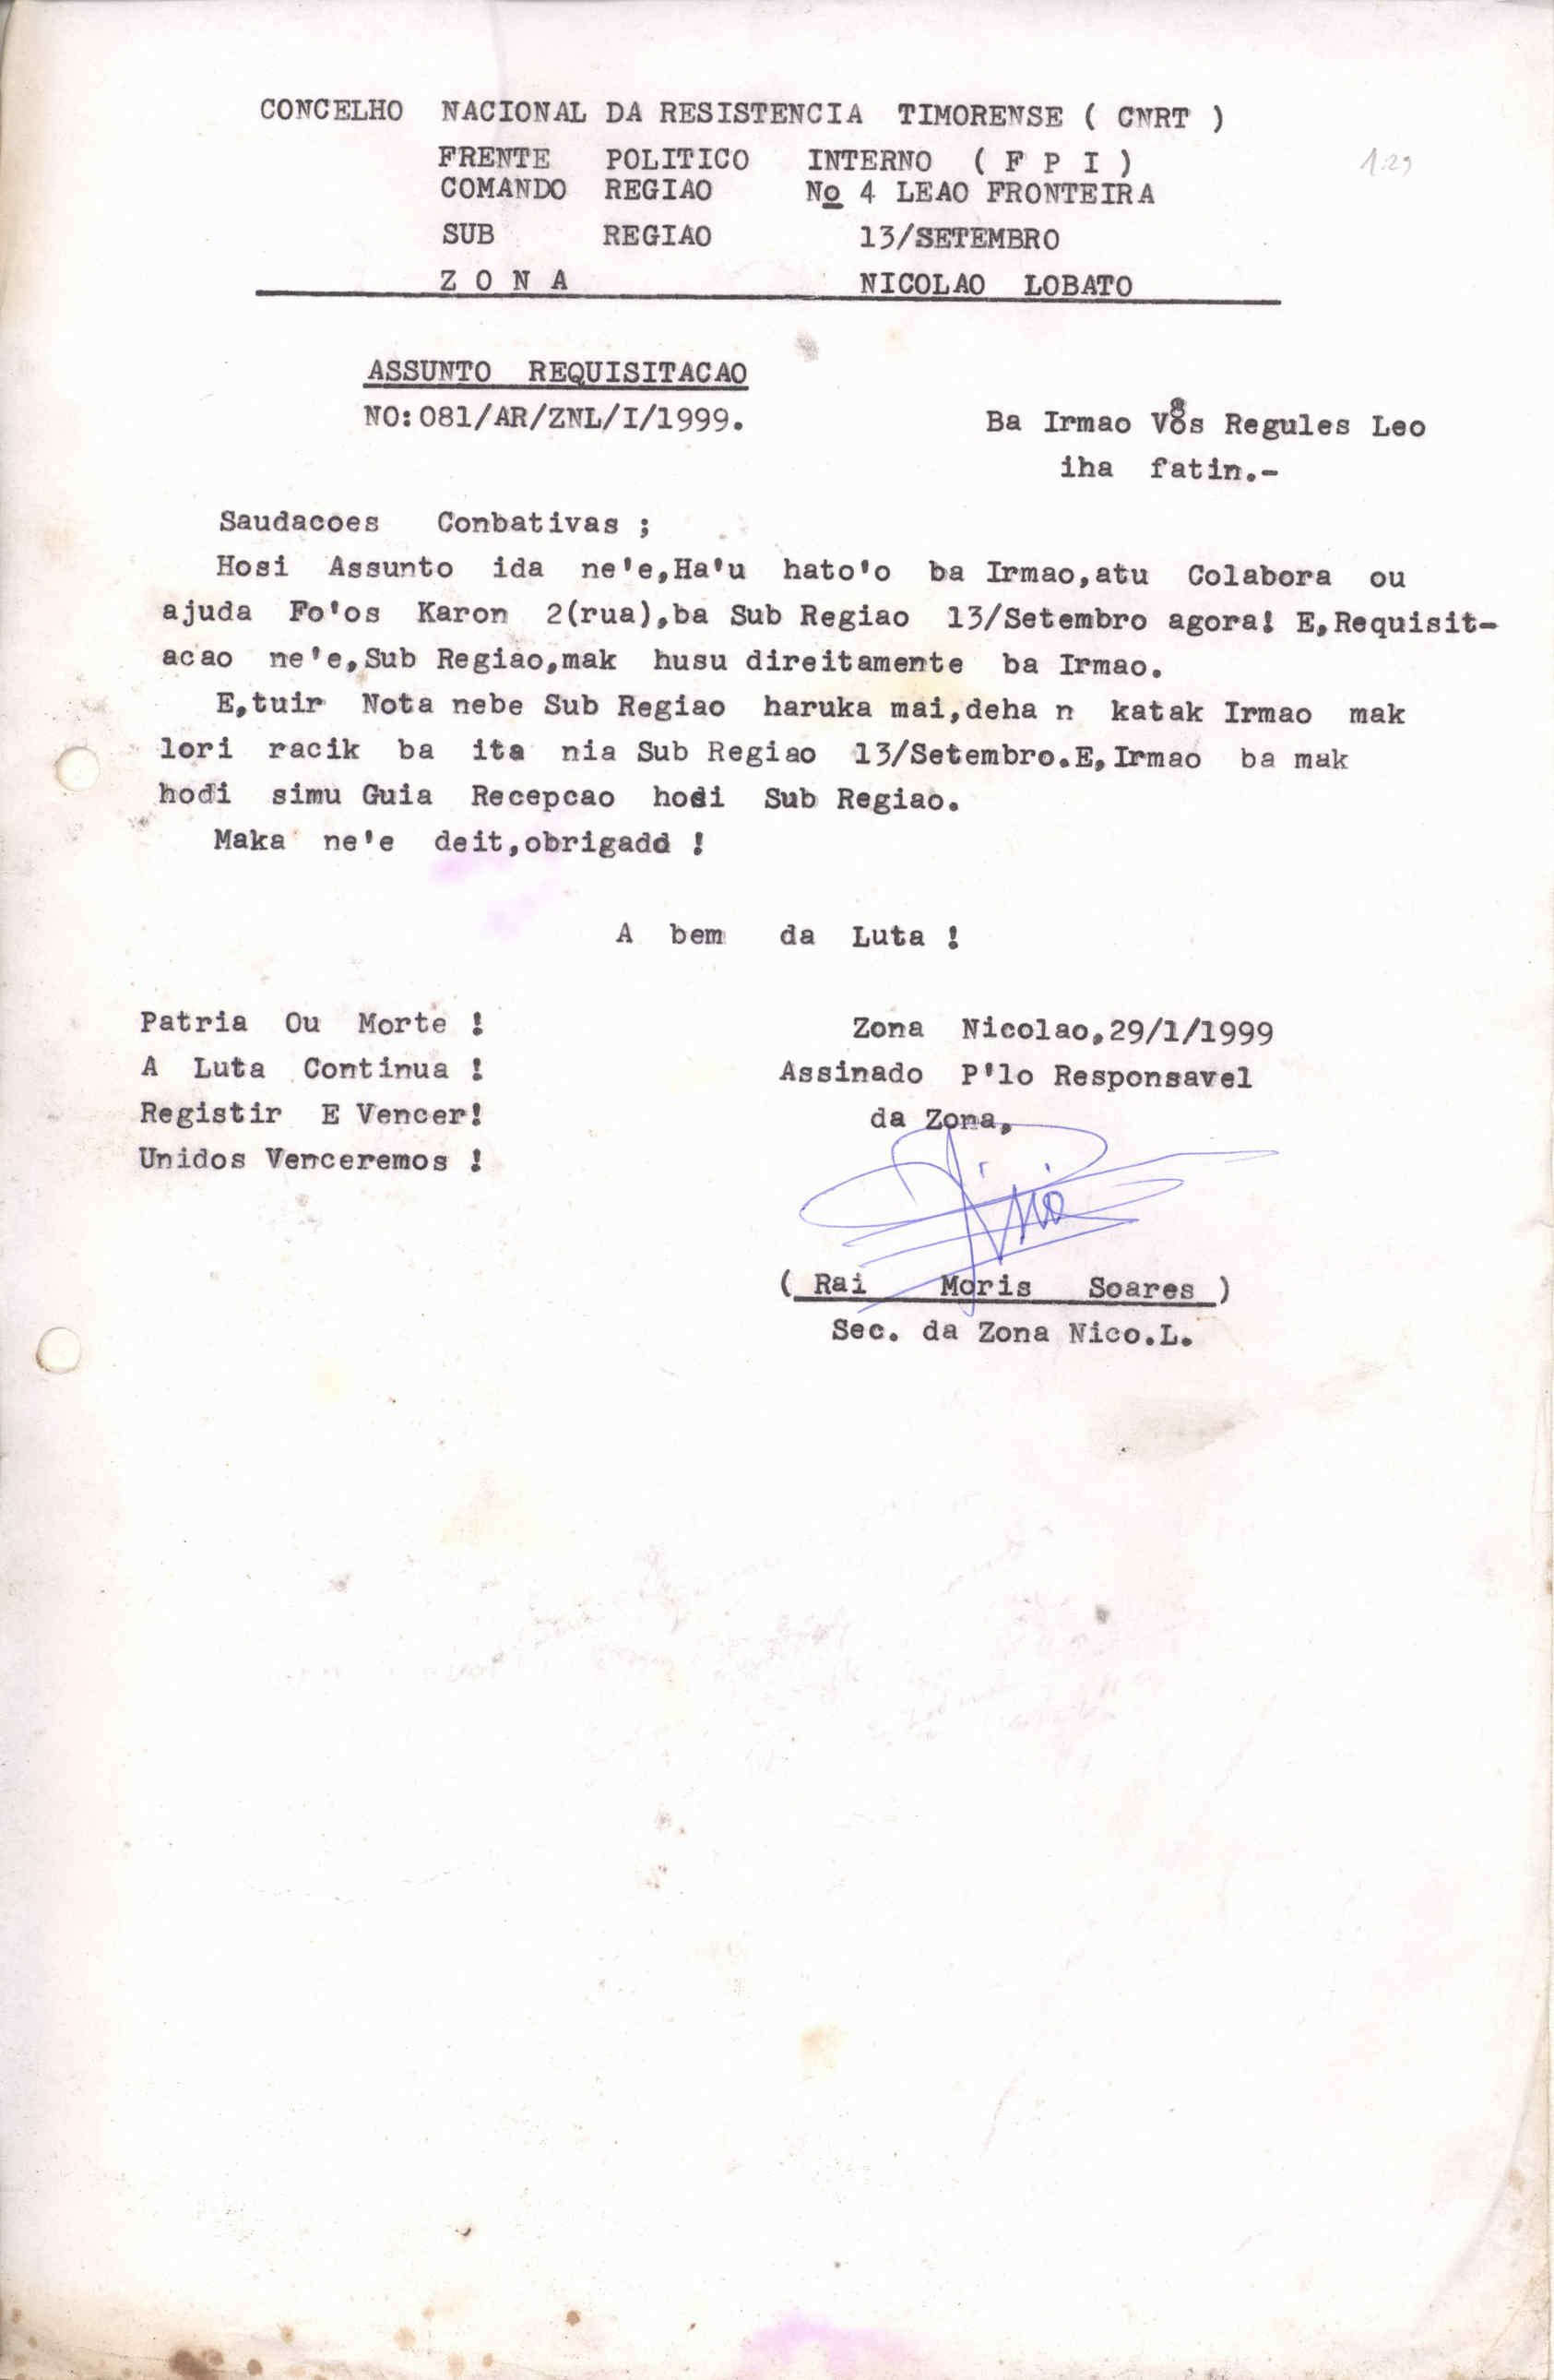 CONCELHO NACIONAL DA RESISTENCIA TIMORENSE ( CNRT )
FRENTE POLITICO INTERNO ( F P I )
1.29
COMANDO REGIAO No 4 LEAO FRONTEIRA
SUB REGIAO 13/SETEMBRO
Z O N A NICOLAO LOBATO
ASSUNTO REQUISITACAO
NO:081/AR/ZNL/I/1999.
Ba Irmao Vos Regules Leo
iha fatin.-
Saudacoes Conbativas ;
Hosi Assunto ida ne'e,Ha'u hato'o ba Irmao,atu Colabora ou
ajuda Fo'os Karon 2(rua),ba Sub Regiao 13/Setembro agora! E,Requisit-
acao ne'e,Sub Regiao,mak husu direitamente ba Irmao.
E,tuir Nota nebe Sub Regiao haruka mai,deha n katak Irmao mak
lori racik ba ita nia Sub Regiao 13/Setembro.E,Irmao ba mak
hodi simu Guia Recepcao hodi Sub Regiao.
Maka ne'e deit,obrigadd !
A bem da Luta !
Patria Ou Morte !
A Luta Continua !
Registir E Vencer!
Unidos Venceremos !
Zona Nicolao,29/1/1999
Assinado P'lo Responsavel
da Zona,
( Rai Moris Soares )
Sec. da Zona Nico.L.